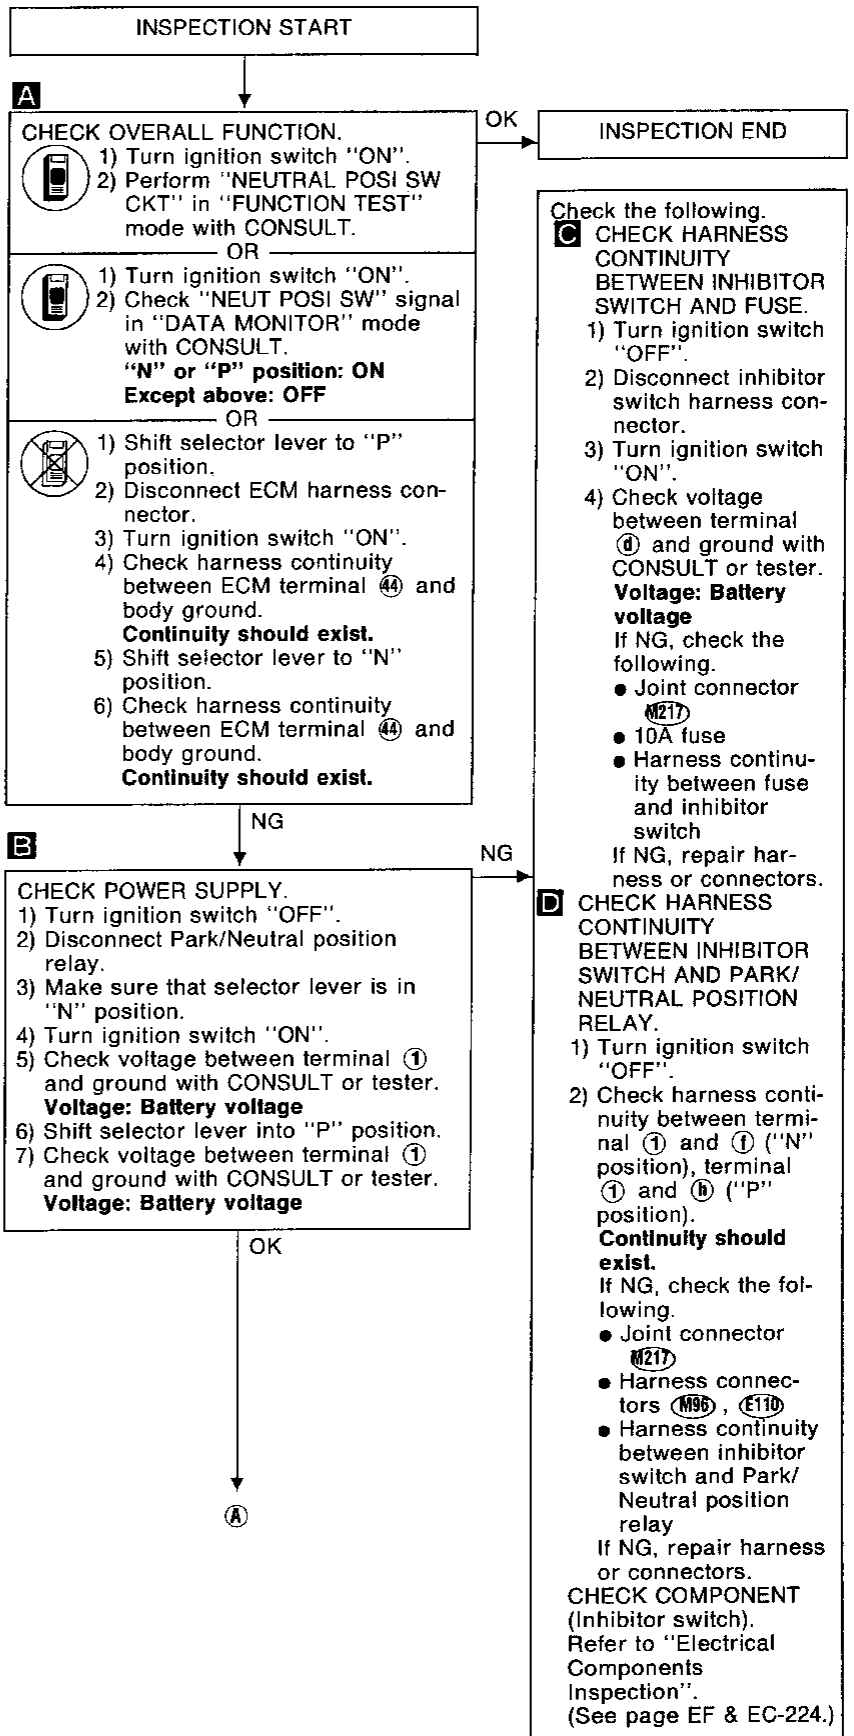 INSPECTION START
A
CHECK OVERALL FUNCTION.
1) Turn ignition switch "ON".
2) Perform "NEUTRAL POSI SW
CKT" in "FUNCTION TEST"
mode with CONSULT.
OR
1) Turn ignition switch "ON".
2) Check "NEUT POSI SW" signal
in "DATA MONITOR" mode
with CONSULT.
"N" or "P" position: ON
Except above: OFF
OR
1) Shift selector lever to "P"
position.
2) Disconnect ECM harness con-
nector.
3) Turn ignition switch "ON".
4) Check harness continuity
between ECM terminal 44 and
body ground.
Continuity should exist.
5) Shift selector lever to "N"
position.
6) Check harness continuity
between ECM terminal 44 and
body ground.
Continuity should exist.
OK
INSPECTION END
NG
B
CHECK POWER SUPPLY.
1) Turn ignition switch "OFF".
2) Disconnect Park/Neutral position
relay.
3) Make sure that selector lever is in
"N" position.
4) Turn ignition switch "ON".
5) Check voltage between terminal ①
and ground with CONSULT or tester.
Voltage: Battery voltage
6) Shift selector lever into "P" position.
7) Check voltage between terminal ①
and ground with CONSULT or tester.
Voltage: Battery voltage
OK
Ⓐ
NG
Check the following.
C CHECK HARNESS
CONTINUITY
BETWEEN INHIBITOR
SWITCH AND FUSE.
1) Turn ignition switch
"OFF".
2) Disconnect inhibitor
switch harness con-
nector.
3) Turn ignition switch
"ON".
4) Check voltage
between terminal
ⓓ and ground with
CONSULT or tester.
Voltage: Battery
voltage
If NG, check the
following.
● Joint connector
M217
● 10A fuse
● Harness continu-
ity between fuse
and inhibitor
switch
If NG, repair har-
ness or connectors.
D CHECK HARNESS
CONTINUITY
BETWEEN INHIBITOR
SWITCH AND PARK/
NEUTRAL POSITION
RELAY.
1) Turn ignition switch
"OFF".
2) Check harness conti-
nuity between termi-
nal ① and ⓕ ("N"
position), terminal
① and ⓗ ("P"
position).
Continuity should
exist.
If NG, check the fol-
lowing.
● Joint connector
M217
● Harness connec-
tors M96 , E110
● Harness continuity
between inhibitor
switch and Park/
Neutral position
relay
If NG, repair harness
or connectors.
CHECK COMPONENT
(Inhibitor switch).
Refer to "Electrical
Components
Inspection".
(See page EF & EC-224.)